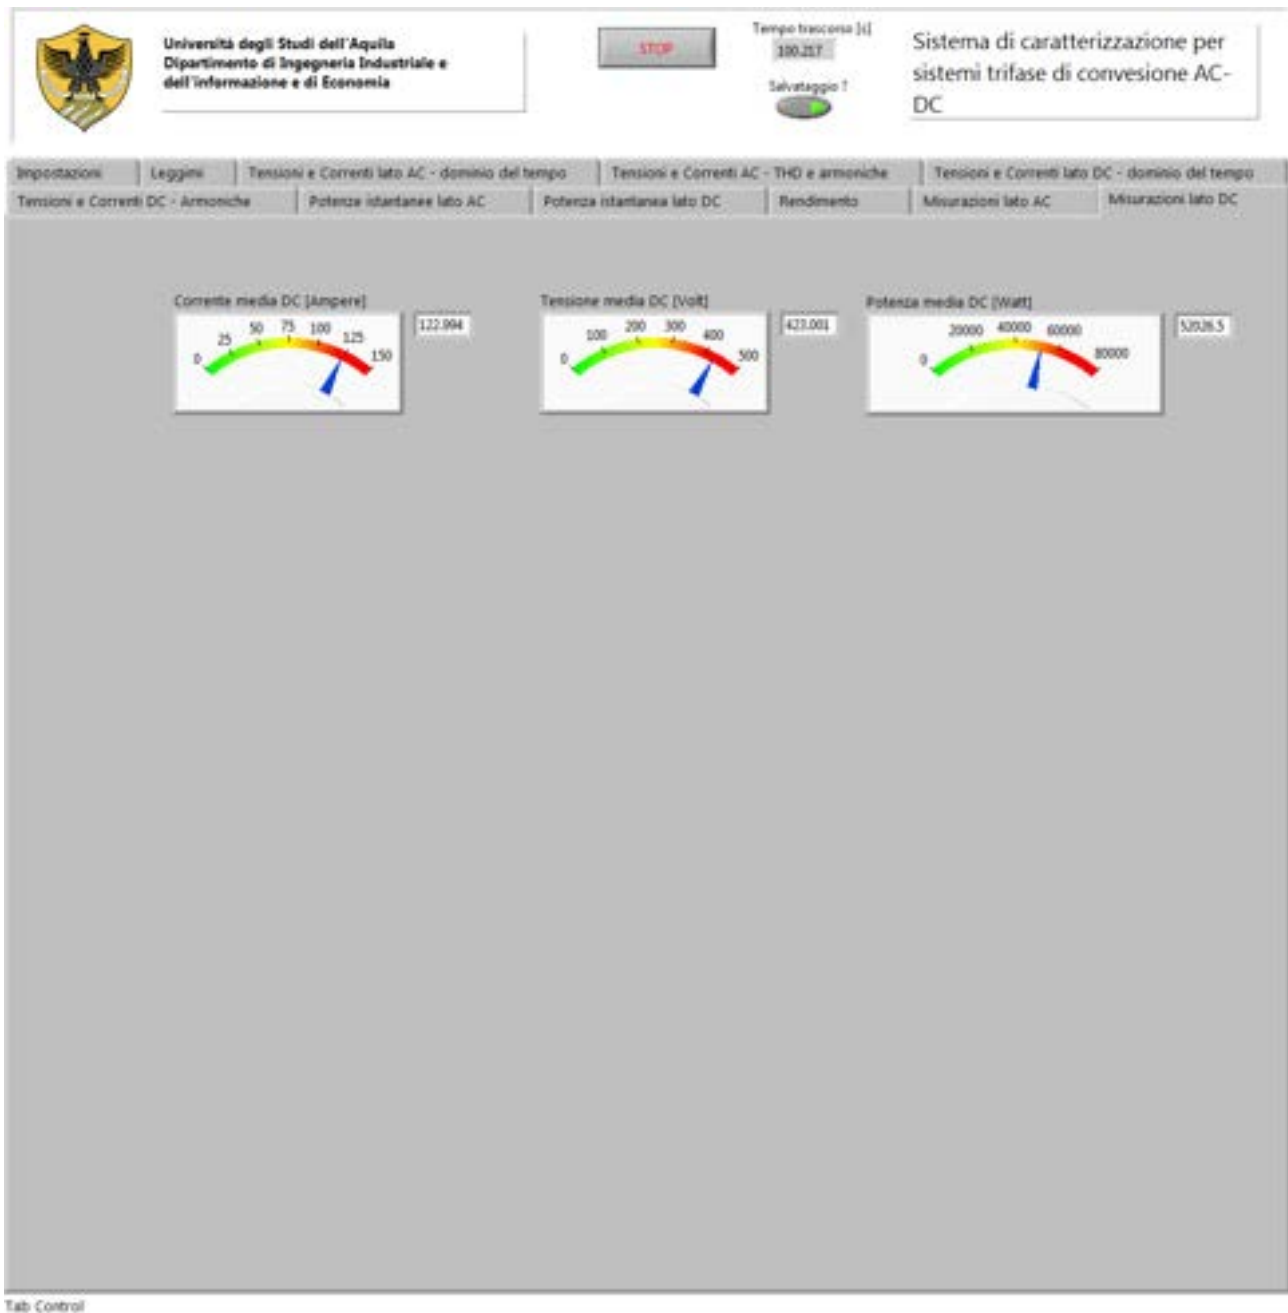 Università degli Studi dell'Aquila
Dipartimento di Ingegneria Industriale e
dell'informazione e di Economia
STOP
Tempo trascorso [s]
100.217
Salvataggio ?
Sistema di caratterizzazione per
sistemi trifase di convesione AC-
DC
Impostazioni
Leggimi
Tensioni e Correnti lato AC - dominio del tempo
Tensioni e Correnti AC - THD e armoniche
Tensioni e Correnti lato DC - dominio del tempo
Tensioni e Correnti DC - Armoniche
Potenze istantanee lato AC
Potenza istantanea lato DC
Rendimento
Misurazioni lato AC
Misurazioni lato DC
Corrente media DC [Ampere]
0 25 50 75 100 125 150
122.994
Tensione media DC [Volt]
0 100 200 300 400 500
423.001
Potenza media DC [Watt]
0 20000 40000 60000 80000
52026.5
Tab Control